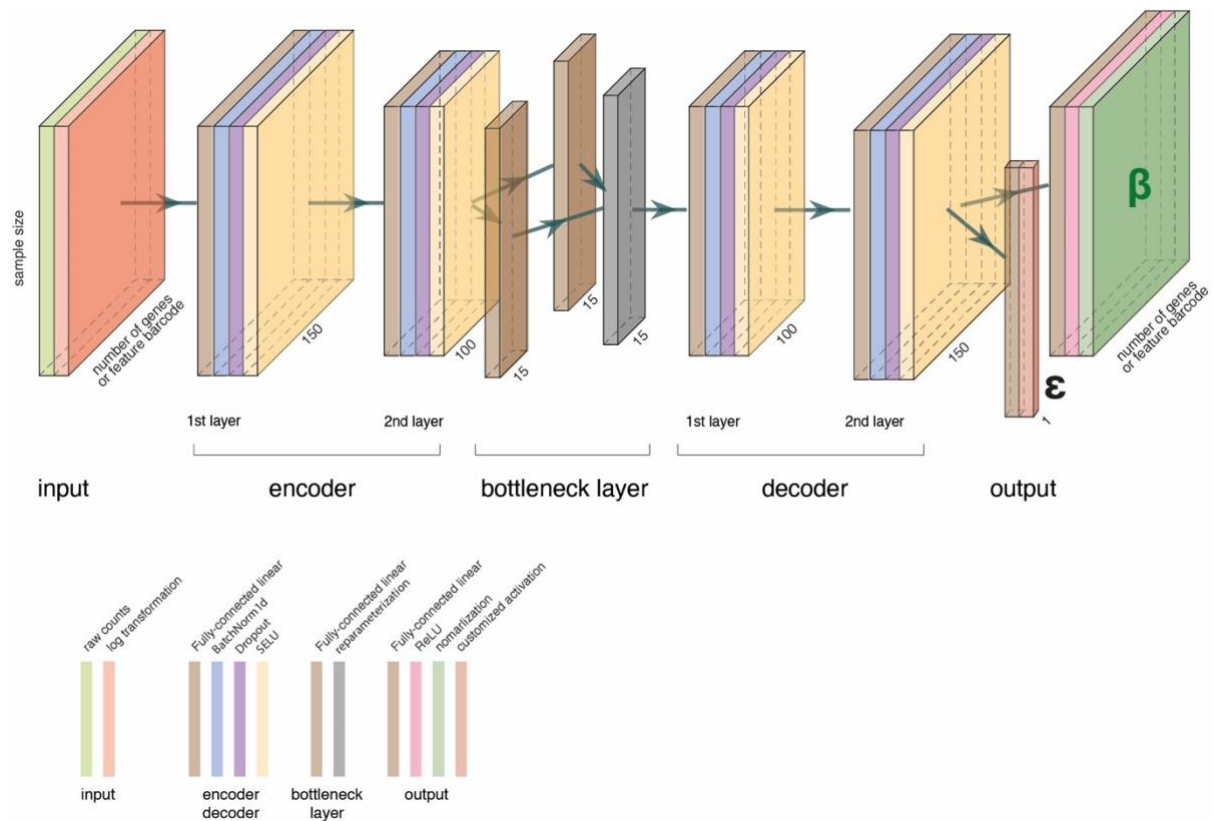 β
sample size
number of genes
or feature barcode
150
100
15
15
15
100
150
ε
1
number of genes
or feature barcode
1st layer
2nd layer
1st layer
2nd layer
input
encoder
bottleneck layer
decoder
output
raw counts
log transformation
Fully-connected linear
BatchNorm1d
Dropout
SELU
Fully-connected linear
reparameterization
Fully-connected linear
ReLU
nomarlization
customized activation
input
encoder
decoder
bottleneck
layer
output